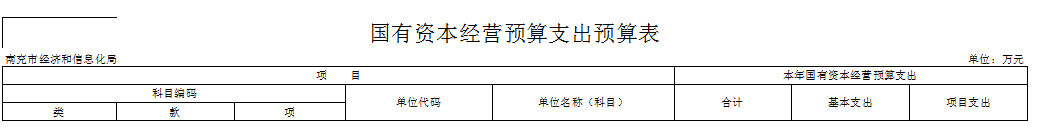 国有资本经营预算支出预算表
南充市经济和信息化局 单位：万元
项 目 本年国有资本经营预算支出
科目编码 单位代码 单位名称（科目） 合计 基本支出 项目支出
类 款 项